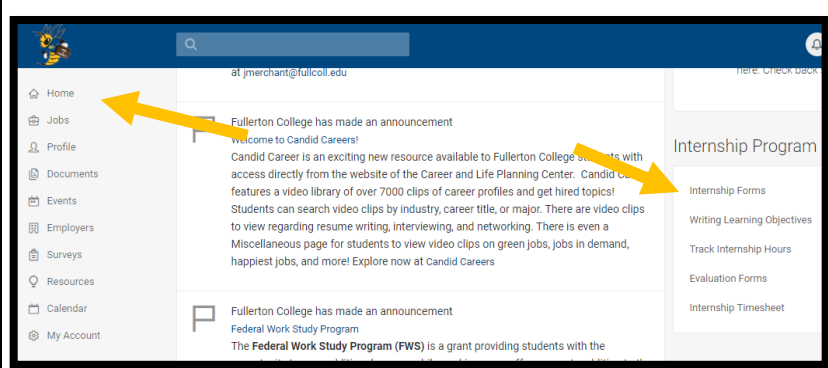 at jmerchant@fullcoll.edu
here. Check back
Home
Jobs
Profile
Documents
Events
Employers
Surveys
Resources
Calendar
My Account
Fullerton College has made an announcement
Welcome to Candid Careers!
Candid Career is an exciting new resource available to Fullerton College students with
access directly from the website of the Career and Life Planning Center. Candid
features a video library of over 7000 clips of career profiles and get hired topics!
Students can search video clips by industry, career title, or major. There are video clips
to view regarding resume writing, interviewing, and networking. There is even a
Miscellaneous page for students to view video clips on green jobs, jobs in demand,
happiest jobs, and more! Explore now at Candid Careers
Fullerton College has made an announcement
Federal Work Study Program
The Federal Work Study Program (FWS) is a grant providing students with the
Internship Program
Internship Forms
Writing Learning Objectives
Track Internship Hours
Evaluation Forms
Internship Timesheet